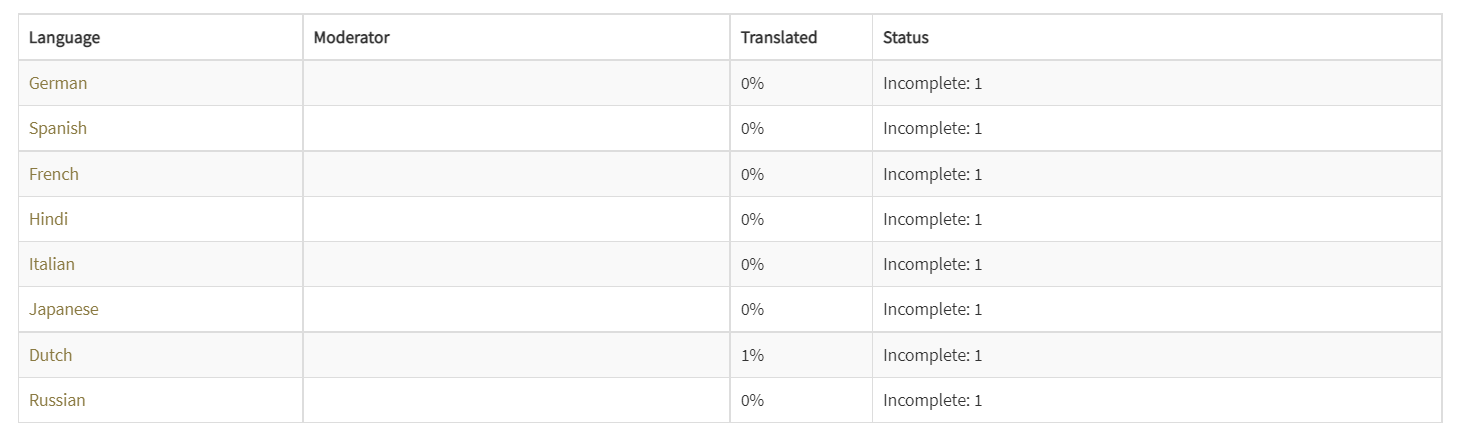 Language Moderator Translated Status
German 0% Incomplete: 1
Spanish 0% Incomplete: 1
French 0% Incomplete: 1
Hindi 0% Incomplete: 1
Italian 0% Incomplete: 1
Japanese 0% Incomplete: 1
Dutch 1% Incomplete: 1
Russian 0% Incomplete: 1